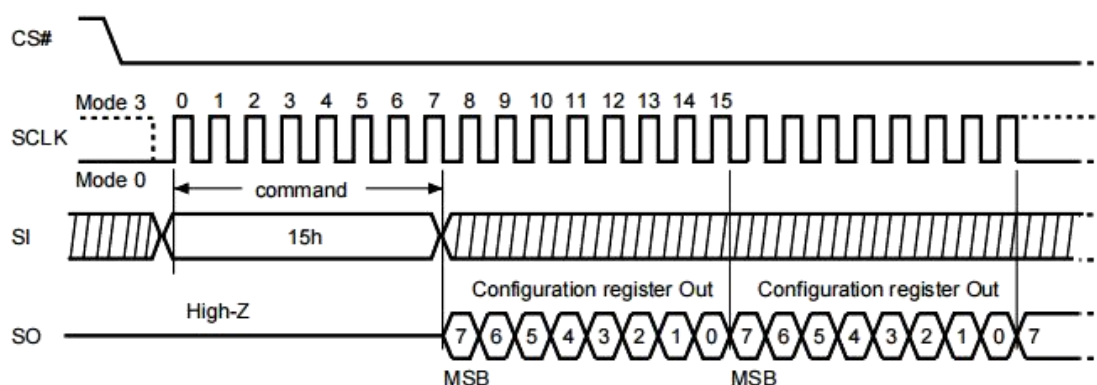 CS#
Mode 3 0 1 2 3 4 5 6 7 8 9 10 11 12 13 14 15
SCLK
Mode 0
command
SI 15h
Configuration register Out Configuration register Out
High-Z
SO 7 6 5 4 3 2 1 0 7 6 5 4 3 2 1 0 7
MSB MSB